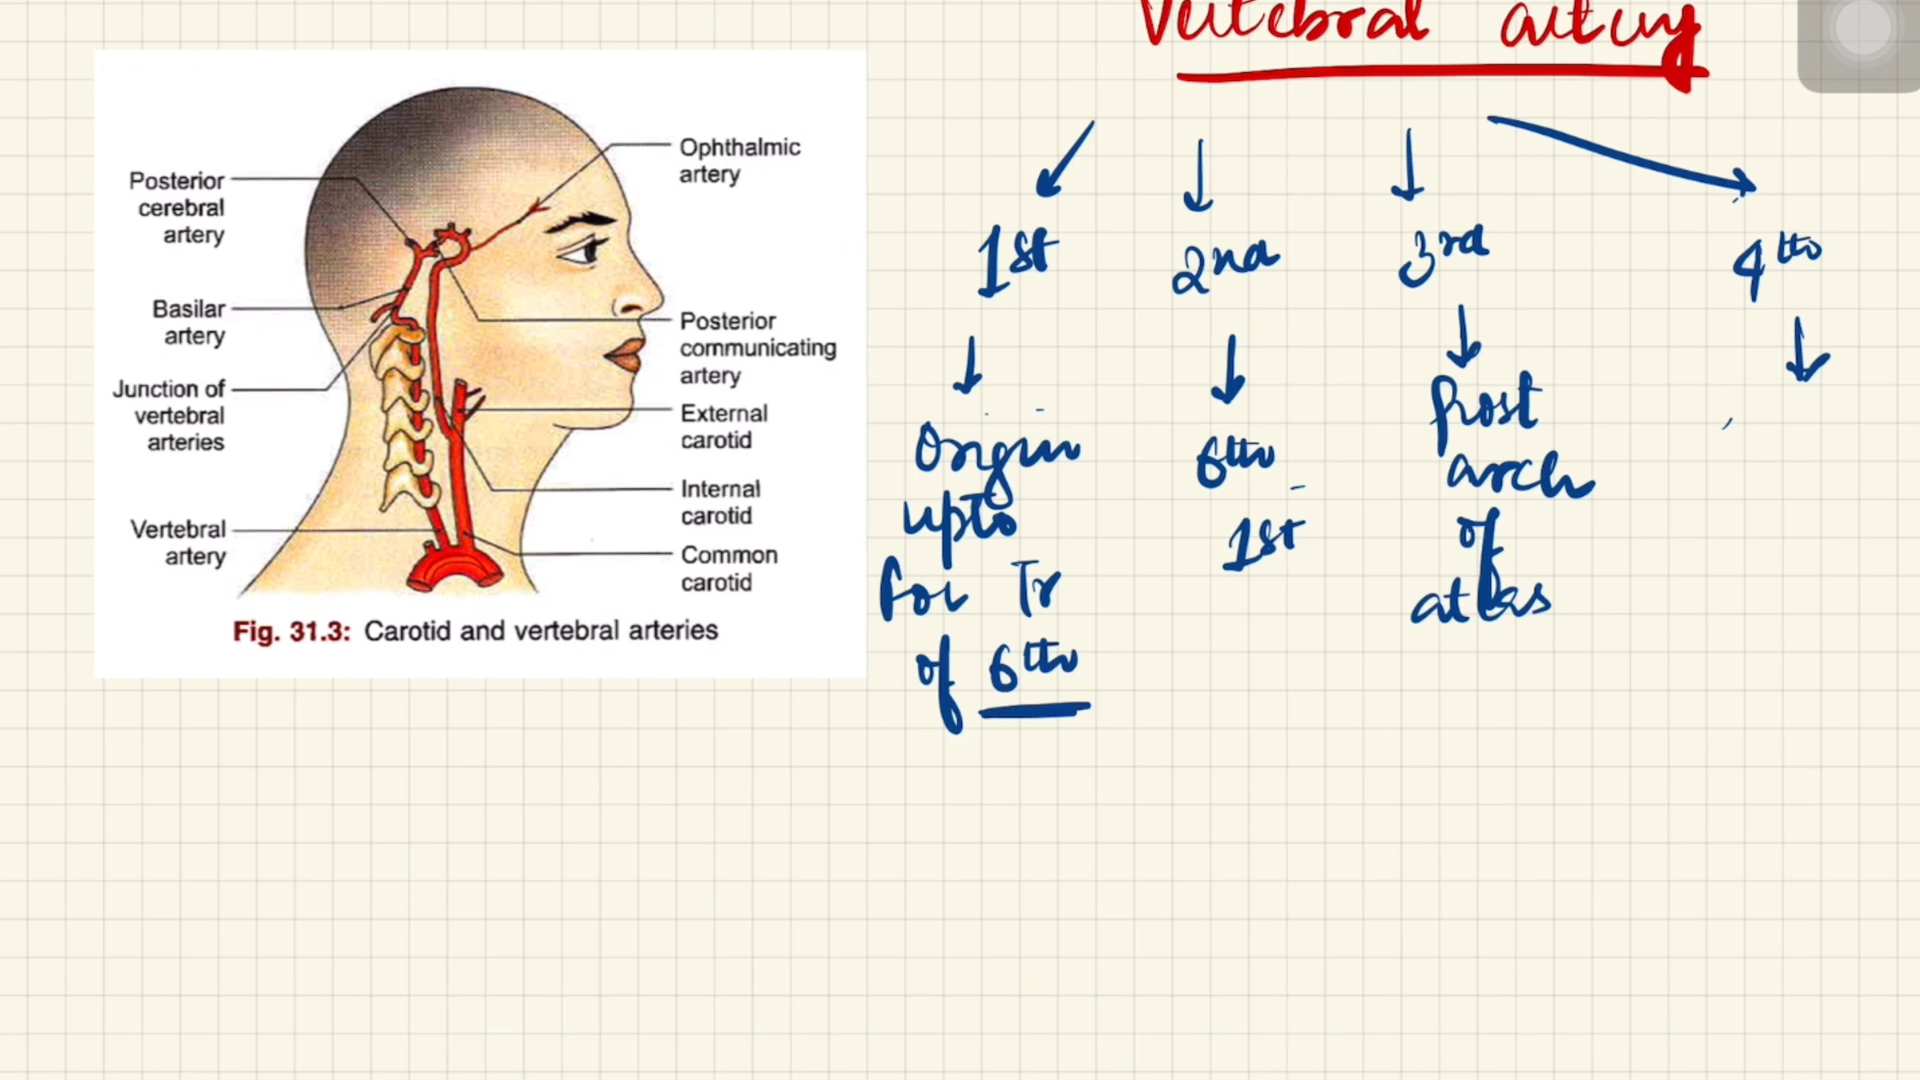 Vertebral artery
Ophthalmic
artery
Posterior
cerebral
artery
Basilar
artery
Posterior
communicating
artery
Junction of
vertebral
arteries
External
carotid
Internal
carotid
Vertebral
artery
Common
carotid
Fig. 31.3: Carotid and vertebral arteries
1st
2nd
3rd
4th
Origin
upto
For Tr
of 6th
6th
1st
Post
arch
of
atlas